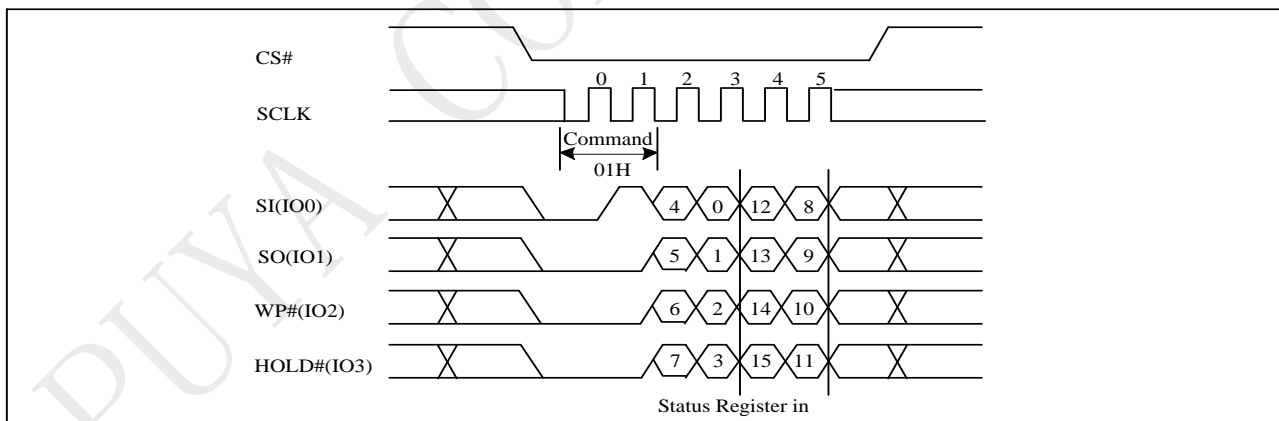 CS#
0 1 2 3 4 5
SCLK
Command
01H
SI(IO0) 4 0 12 8
SO(IO1) 5 1 13 9
WP#(IO2) 6 2 14 10
HOLD#(IO3) 7 3 15 11
Status Register in
PUYA